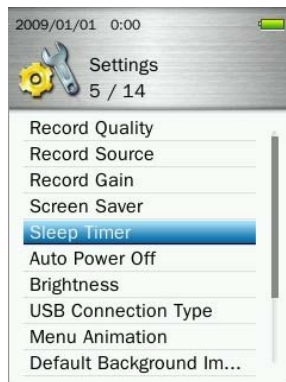 2009/01/01 0:00
Settings
5 / 14
Record Quality
Record Source
Record Gain
Screen Saver
Sleep Timer
Auto Power Off
Brightness
USB Connection Type
Menu Animation
Default Background Im...